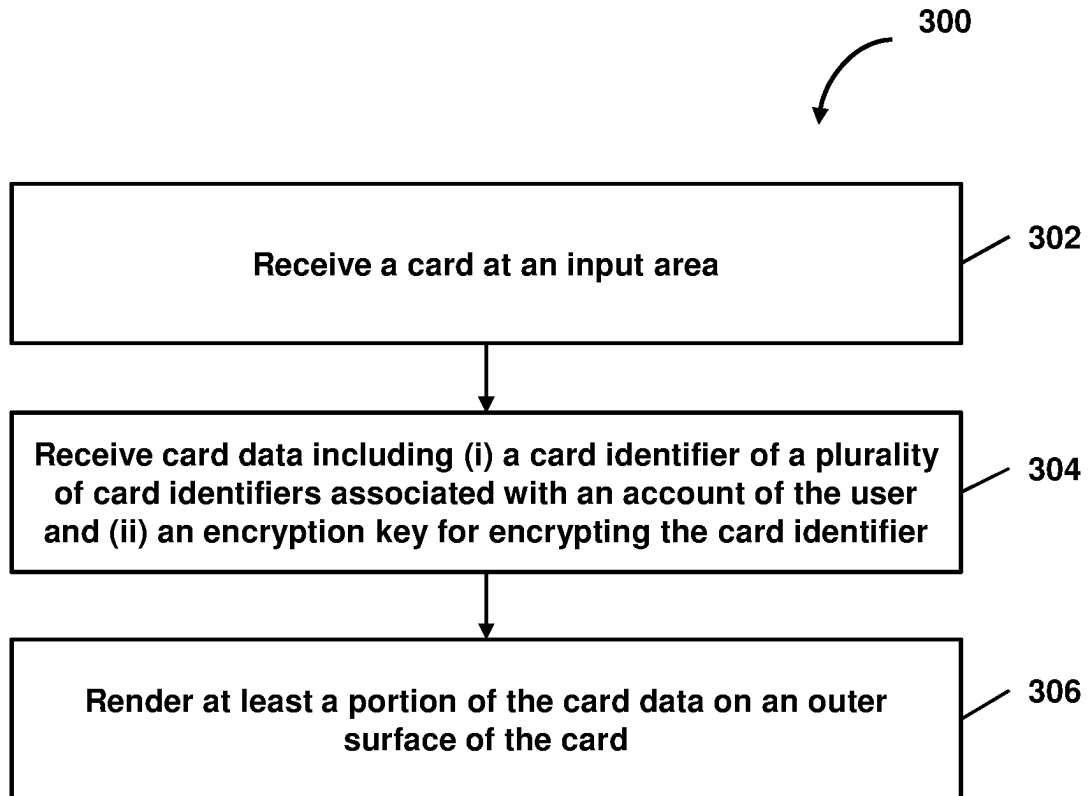 300
Receive a card at an input area
302
Receive card data including (i) a card identifier of a plurality
of card identifiers associated with an account of the user
and (ii) an encryption key for encrypting the card identifier
304
Render at least a portion of the card data on an outer
surface of the card
306